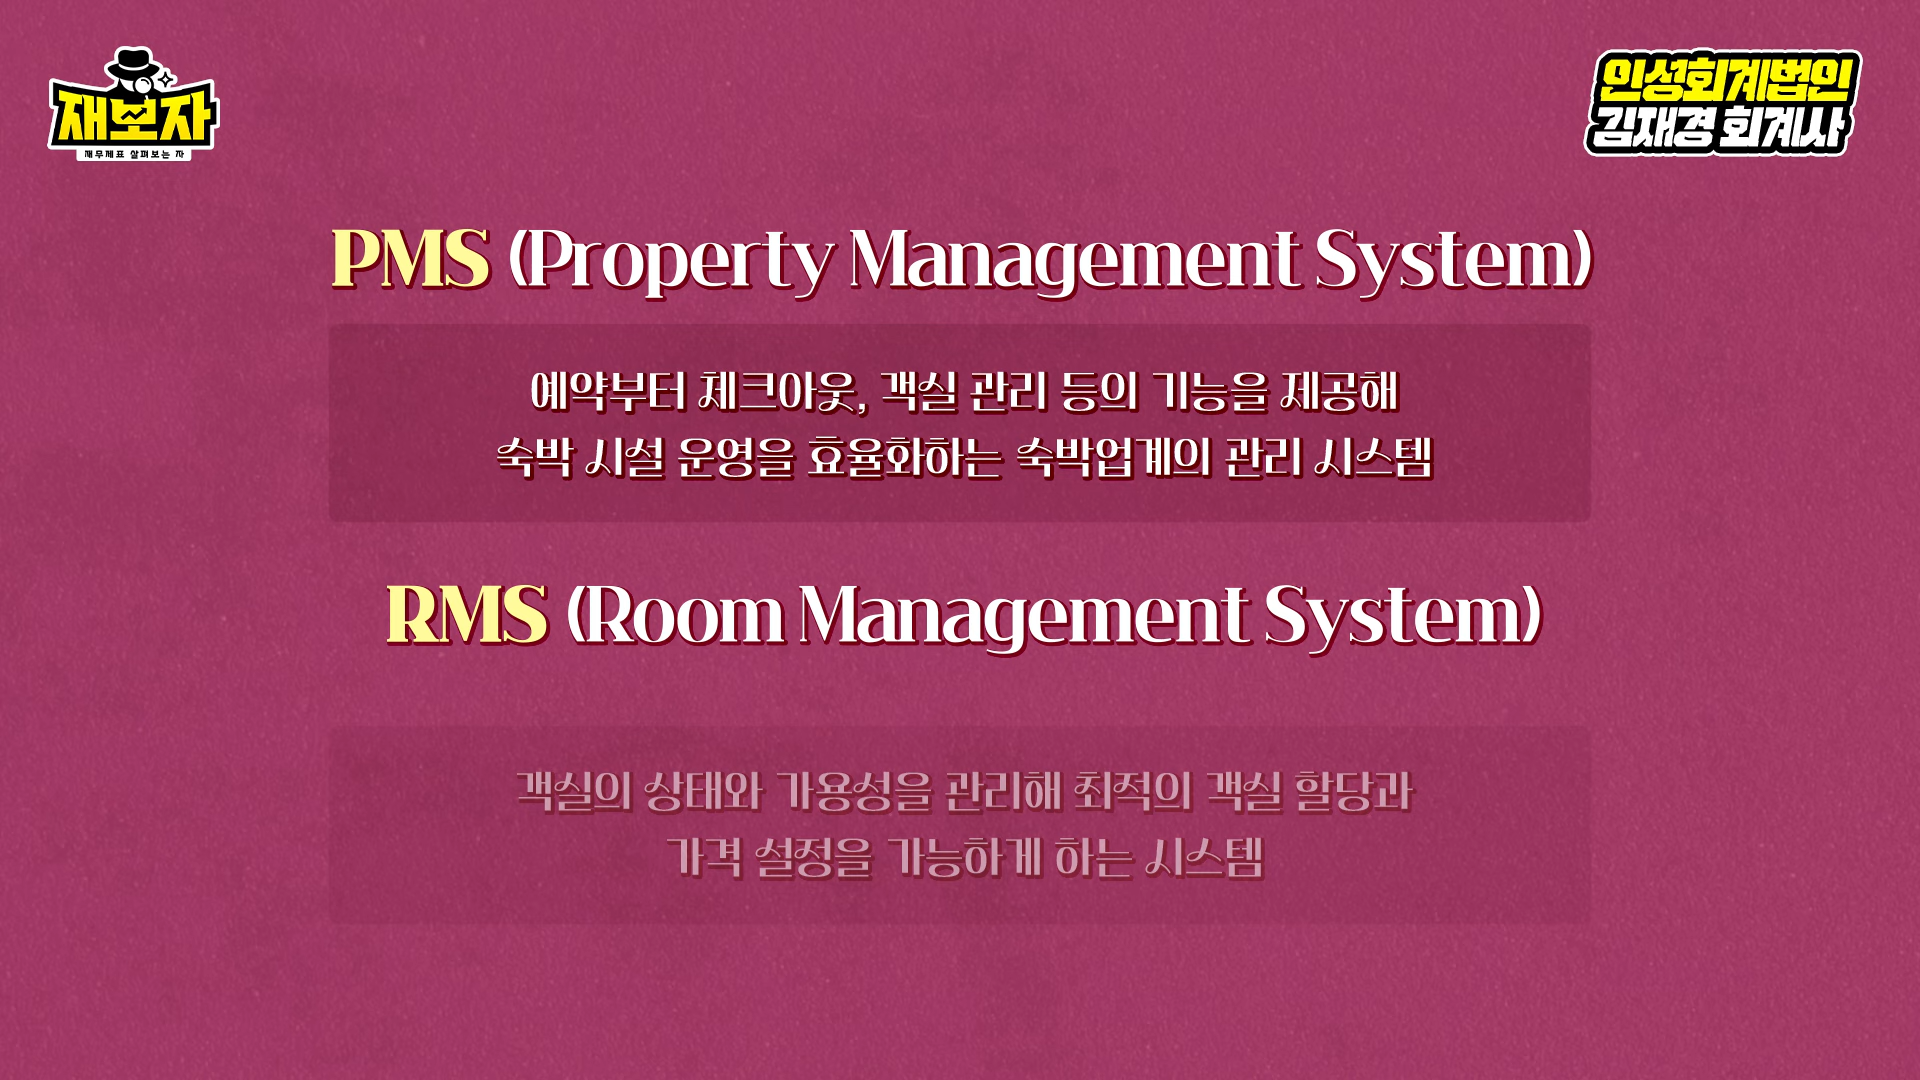 재보자
재무제표 살펴보는 자
인성회계법인
김재경 회계사
PMS (Property Management System)
예약부터 체크아웃, 객실 관리 등의 기능을 제공해
숙박 시설 운영을 효율화하는 숙박업계의 관리 시스템
RMS (Room Management System)
객실의 상태와 가용성을 관리해 최적의 객실 할당과
가격 설정을 가능하게 하는 시스템